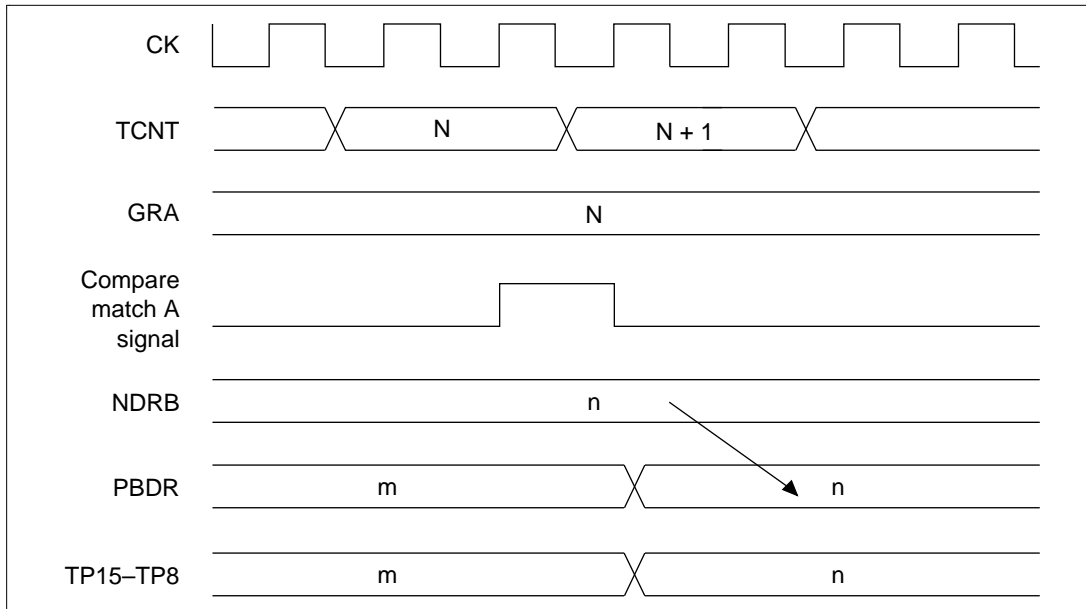 CK
TCNT
N
N + 1
GRA
N
Compare
match A
signal
NDRB
n
PBDR
m
n
TP15–TP8
m
n